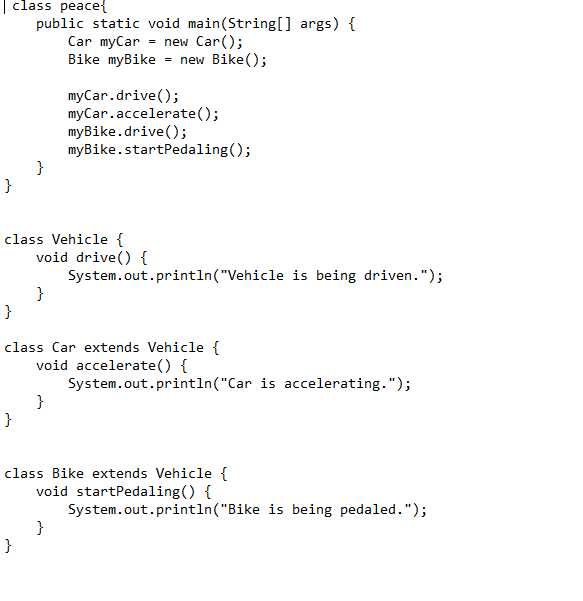 class peace{
    public static void main(String[] args) {
        Car myCar = new Car();
        Bike myBike = new Bike();

        myCar.drive();
        myCar.accelerate();
        myBike.drive();
        myBike.startPedaling();
    }
}


class Vehicle {
    void drive() {
        System.out.println("Vehicle is being driven.");
    }
}

class Car extends Vehicle {
    void accelerate() {
        System.out.println("Car is accelerating.");
    }
}


class Bike extends Vehicle {
    void startPedaling() {
        System.out.println("Bike is being pedaled.");
    }
}